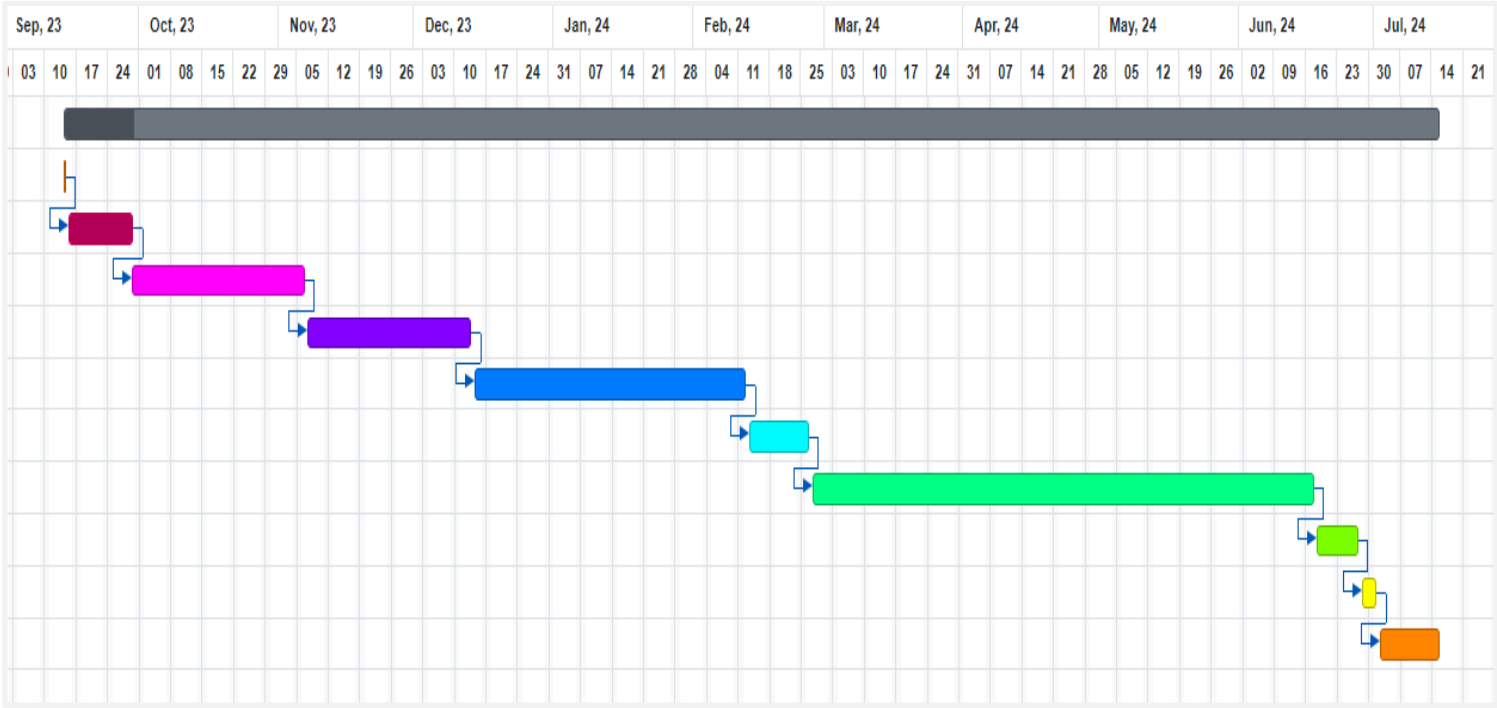 Sep, 23 Oct, 23 Nov, 23 Dec, 23 Jan, 24 Feb, 24 Mar, 24 Apr, 24 May, 24 Jun, 24 Jul, 24
03 10 17 24 01 08 15 22 29 05 12 19 26 03 10 17 24 31 07 14 21 28 04 11 18 25 03 10 17 24 31 07 14 21 28 05 12 19 26 02 09 16 23 30 07 14 21